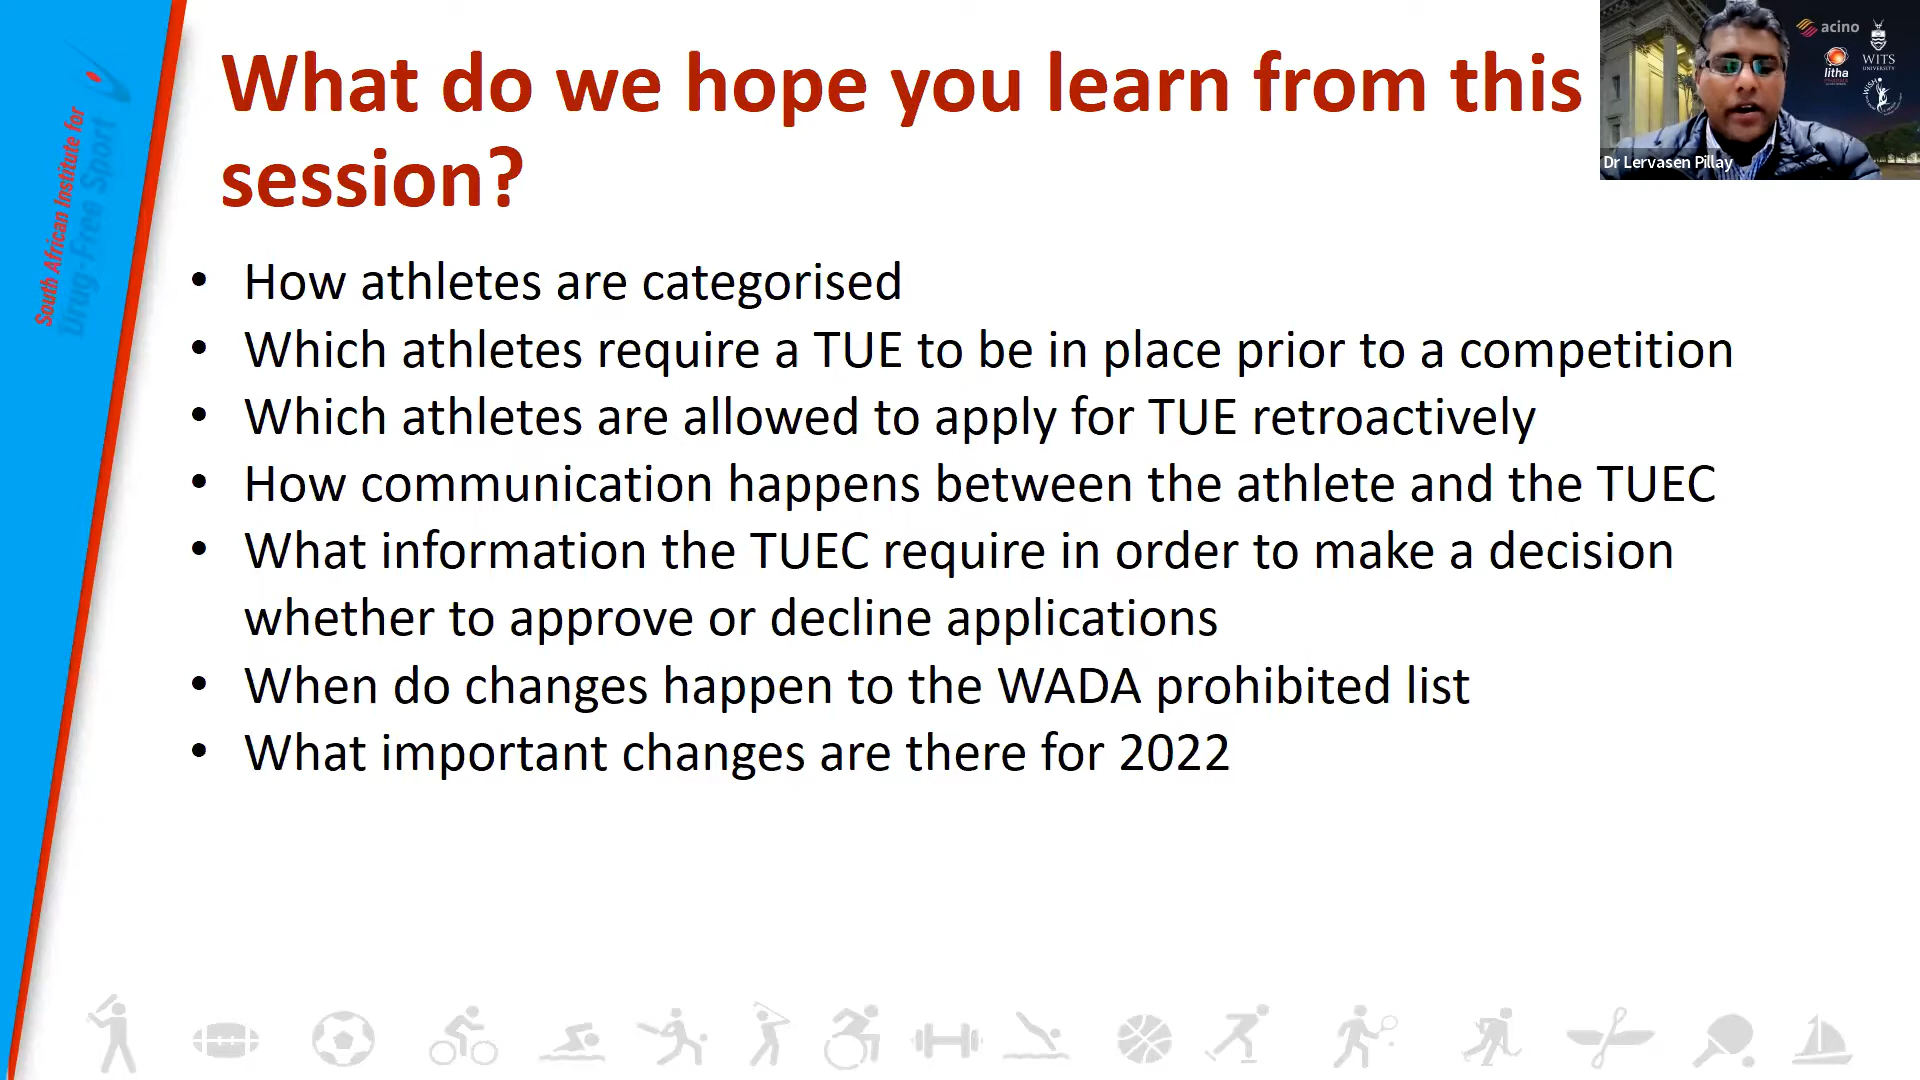 What do we hope you learn from this
session?
• How athletes are categorised
• Which athletes require a TUE to be in place prior to a competition
• Which athletes are allowed to apply for TUE retroactively
• How communication happens between the athlete and the TUEC
• What information the TUEC require in order to make a decision
whether to approve or decline applications
• When do changes happen to the WADA prohibited list
• What important changes are there for 2022
South African Institute for
Drug-Free Sport
acino
litha
WITS
UNIVERSITY
WISH
Dr Lervasen Pillay